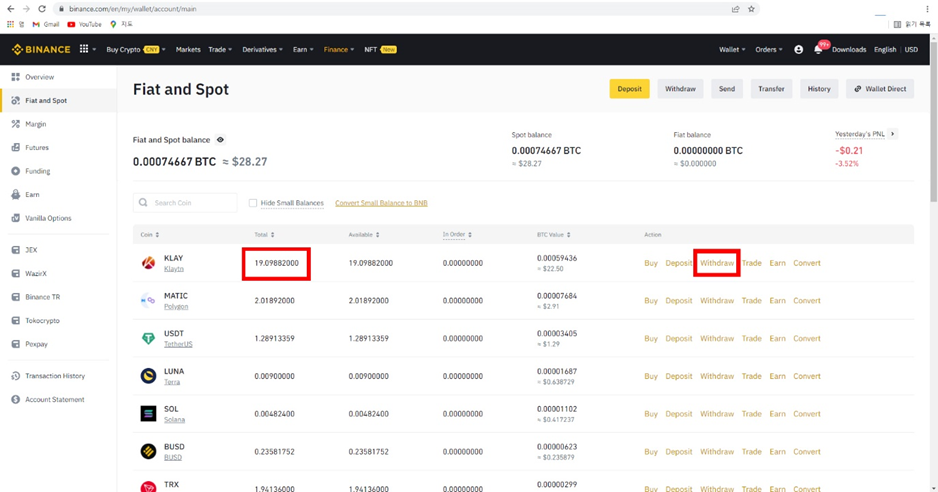 binance.com/en/my/wallet/account/main
앱 Gmail YouTube 지도 읽기 목록
BINANCE Buy Crypto CNY Markets Trade Derivatives Earn Finance NFT New Wallet Orders 99+ Downloads English USD
Overview
Fiat and Spot
Margin
Futures
Funding
Earn
Vanilla Options
JEX
WazirX
Binance TR
Tokocrypto
Pexpay
Transaction History
Account Statement
Fiat and Spot
Deposit Withdraw Send Transfer History Wallet Direct
Fiat and Spot balance
0.00074667 BTC ≈ $28.27
Spot balance
0.00074667 BTC
≈ $28.27
Fiat balance
0.00000000 BTC
≈ $0.000000
Yesterday's PNL
-$0.21
-3.52%
Search Coin Hide Small Balances Convert Small Balance to BNB
Coin Total Available In Order BTC Value Action
KLAY 19.09882000 19.09882000 0.00000000 0.00059436 Buy Deposit Withdraw Trade Earn Convert
Klaytn ≈ $22.50
MATIC 2.01892000 2.01892000 0.00000000 0.00007684 Buy Deposit Withdraw Trade Earn Convert
Polygon ≈ $2.91
USDT 1.28913359 1.28913359 0.00000000 0.00003405 Buy Deposit Withdraw Trade Earn Convert
TetherUS ≈ $1.29
LUNA 0.00900000 0.00900000 0.00000000 0.00001687 Buy Deposit Withdraw Trade Earn Convert
Terra ≈ $0.638729
SOL 0.00482400 0.00482400 0.00000000 0.00001102 Buy Deposit Withdraw Trade Earn Convert
Solana ≈ $0.417237
BUSD 0.23581752 0.23581752 0.00000000 0.00000623 Buy Deposit Withdraw Trade Earn Convert
BUSD ≈ $0.235879
TRX 1.94136000 1.94136000 0.00000000 0.00000299 Buy Deposit Withdraw Trade Earn Convert